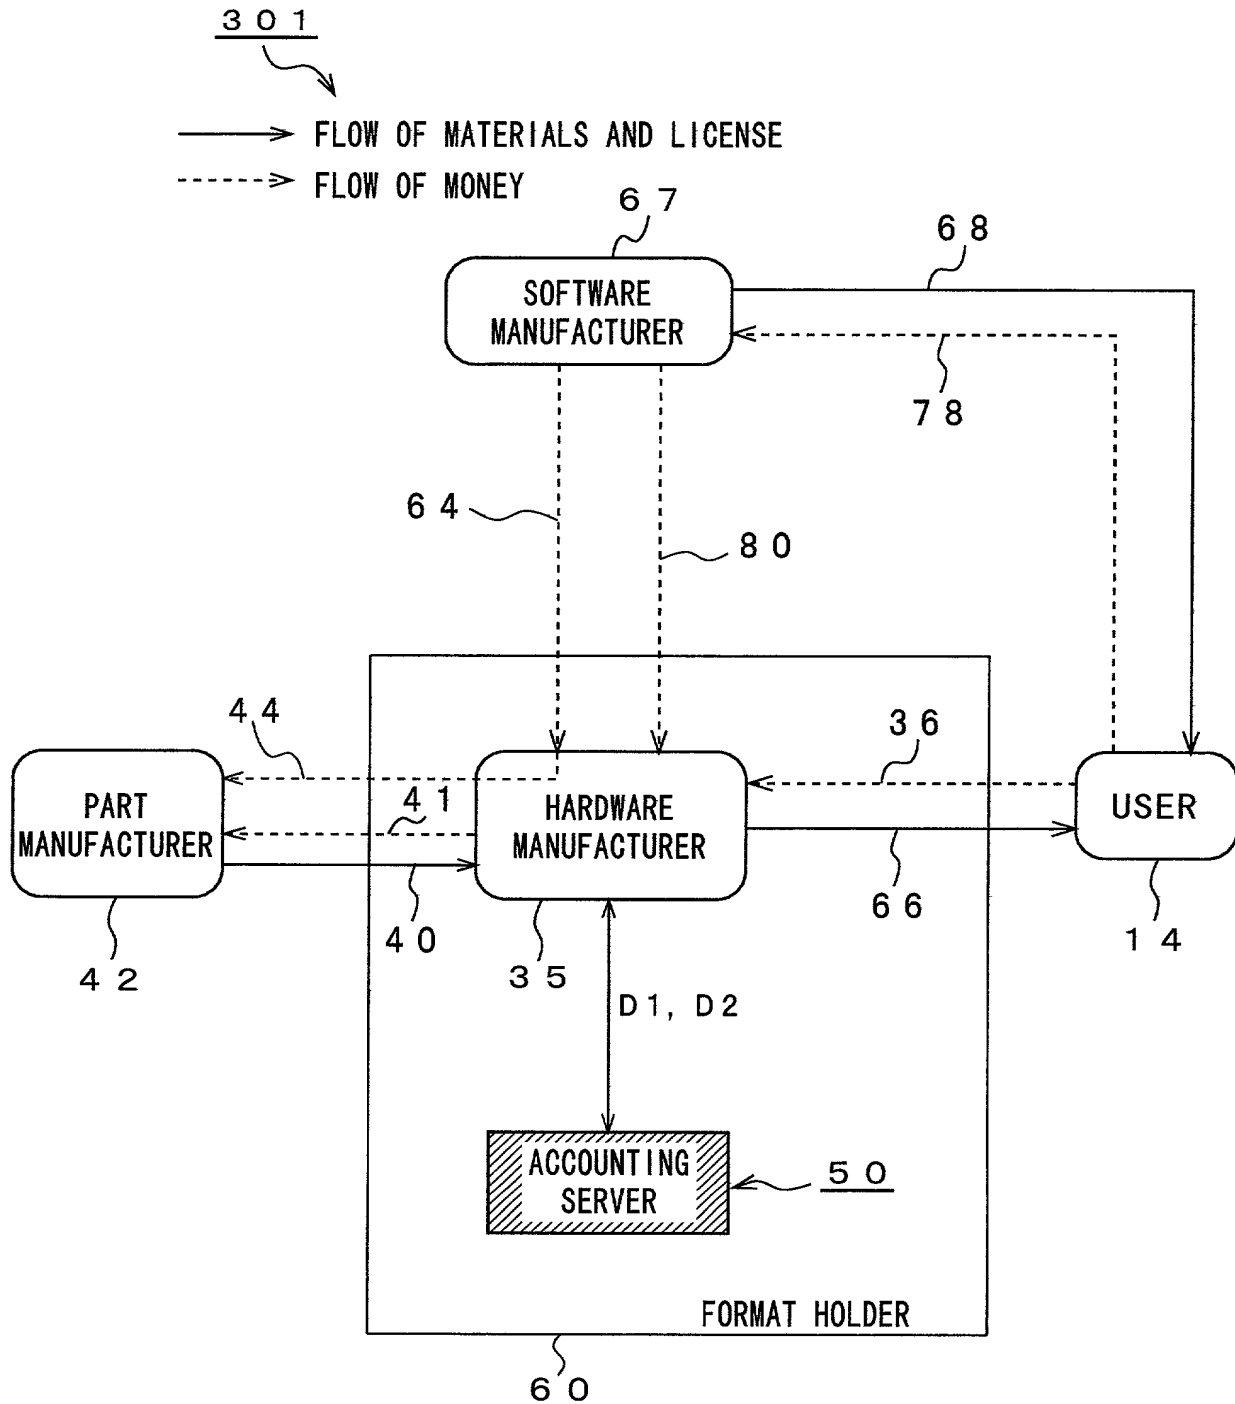 301
FLOW OF MATERIALS AND LICENSE
FLOW OF MONEY
67
68
SOFTWARE
MANUFACTURER
78
64
80
44
36
PART
MANUFACTURER
41
HARDWARE
MANUFACTURER
USER
40
66
42
35
14
D1, D2
ACCOUNTING
SERVER
50
FORMAT HOLDER
60